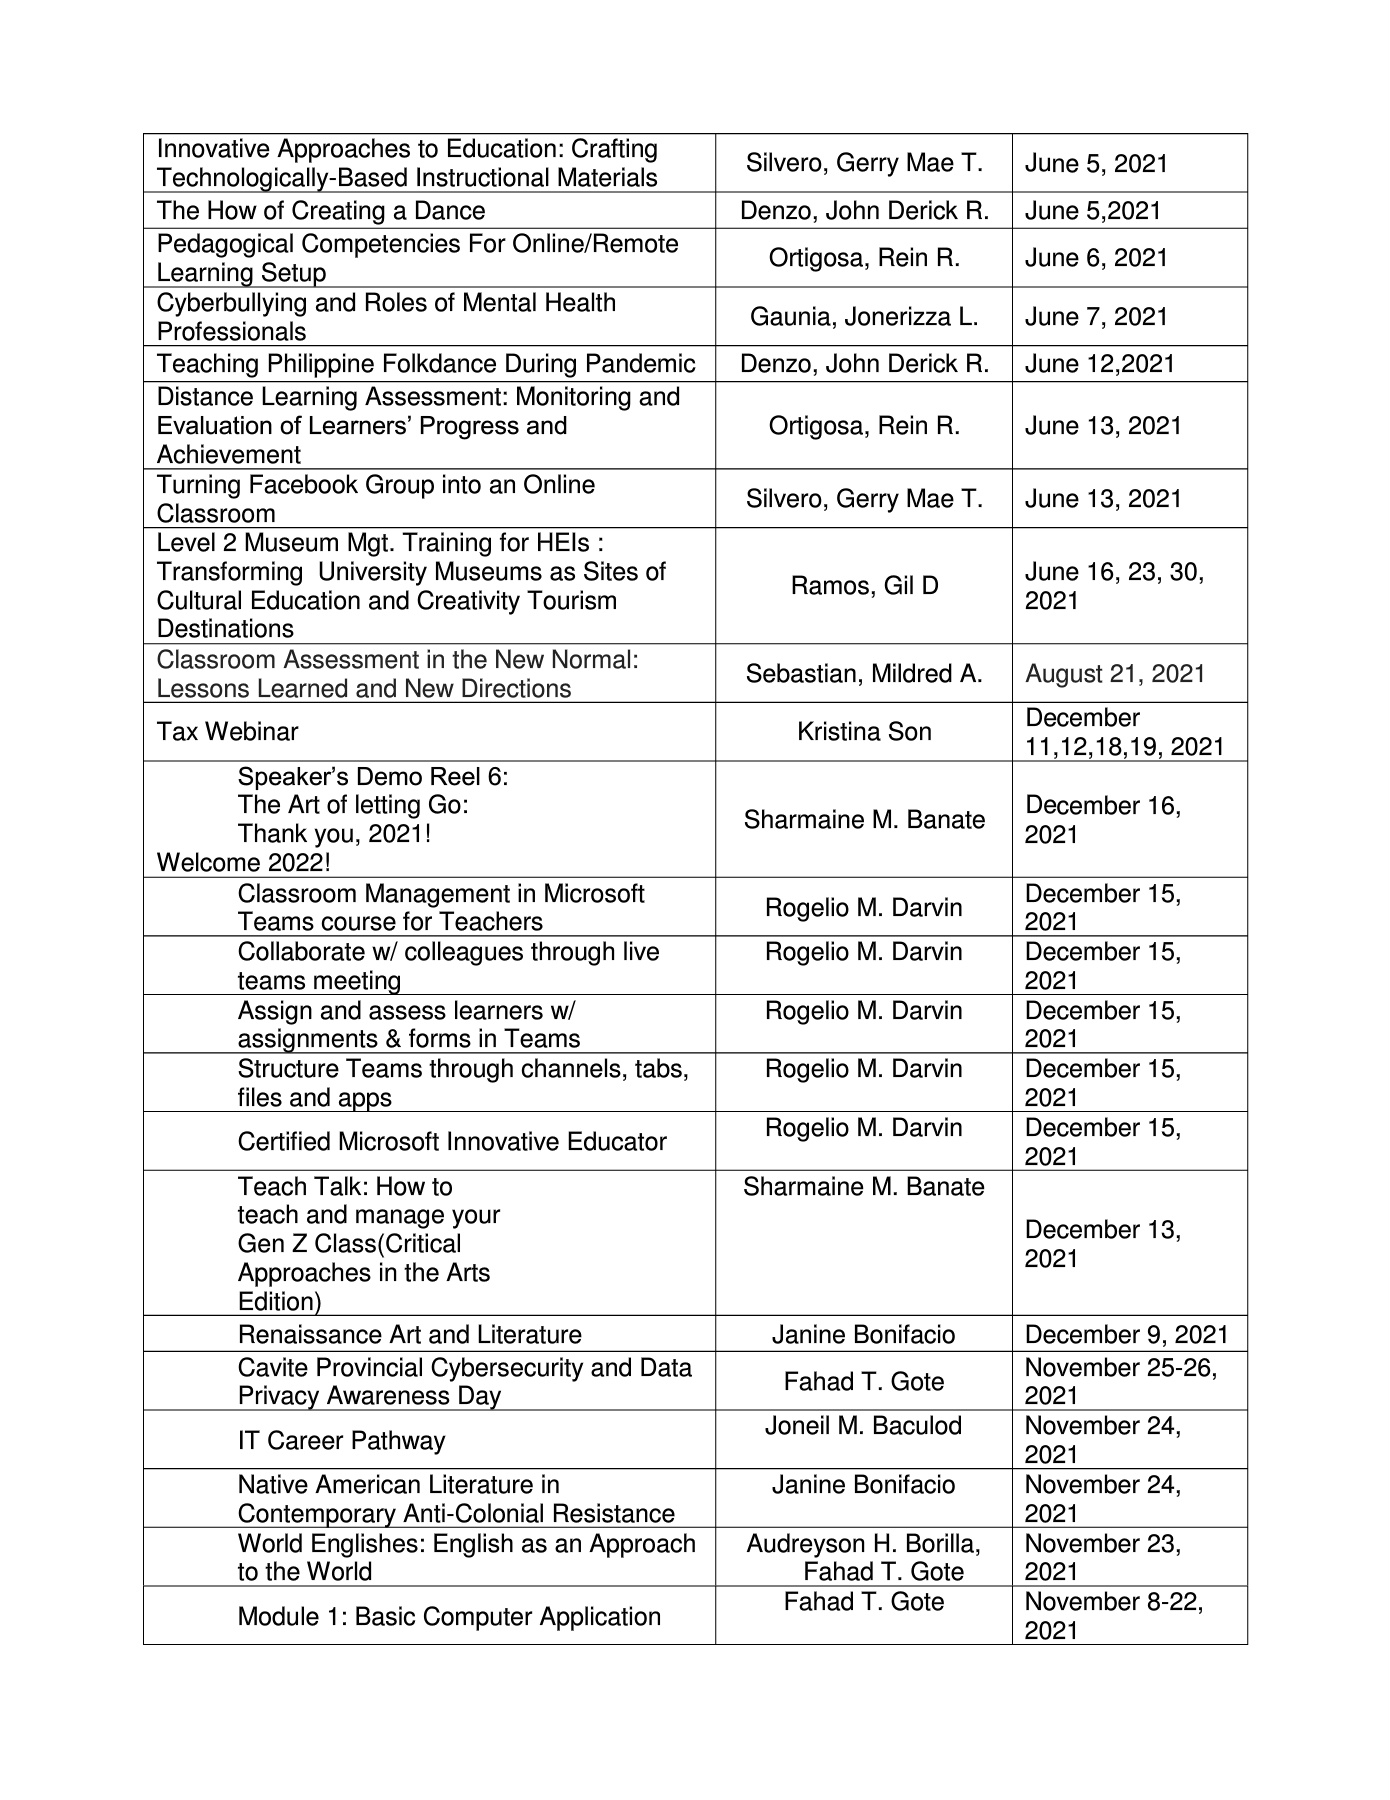 Innovative Approaches to Education: Crafting
Technologically-Based Instructional Materials
Silvero, Gerry Mae T.
June 5, 2021
The How of Creating a Dance
Denzo, John Derick R.
June 5,2021
Pedagogical Competencies For Online/Remote
Learning Setup
Ortigosa, Rein R.
June 6, 2021
Cyberbullying and Roles of Mental Health
Professionals
Gaunia, Jonerizza L.
June 7, 2021
Teaching Philippine Folkdance During Pandemic
Denzo, John Derick R.
June 12,2021
Distance Learning Assessment: Monitoring and
Evaluation of Learners’ Progress and
Achievement
Ortigosa, Rein R.
June 13, 2021
Turning Facebook Group into an Online
Classroom
Silvero, Gerry Mae T.
June 13, 2021
Level 2 Museum Mgt. Training for HEIs :
Transforming  University Museums as Sites of
Cultural Education and Creativity Tourism
Destinations
Ramos, Gil D
June 16, 23, 30,
2021
Classroom Assessment in the New Normal:
Lessons Learned and New Directions
Sebastian, Mildred A.
August 21, 2021
Tax Webinar
Kristina Son
December
11,12,18,19, 2021
Speaker’s Demo Reel 6:
The Art of letting Go:
Thank you, 2021!
Welcome 2022!
Sharmaine M. Banate
December 16,
2021
Classroom Management in Microsoft
Teams course for Teachers
Rogelio M. Darvin
December 15,
2021
Collaborate w/ colleagues through live
teams meeting
Rogelio M. Darvin
December 15,
2021
Assign and assess learners w/
assignments & forms in Teams
Rogelio M. Darvin
December 15,
2021
Structure Teams through channels, tabs,
files and apps
Rogelio M. Darvin
December 15,
2021
Certified Microsoft Innovative Educator
Rogelio M. Darvin
December 15,
2021
Teach Talk: How to
teach and manage your
Gen Z Class(Critical
Approaches in the Arts
Edition)
Sharmaine M. Banate
December 13,
2021
Renaissance Art and Literature
Janine Bonifacio
December 9, 2021
Cavite Provincial Cybersecurity and Data
Privacy Awareness Day
Fahad T. Gote
November 25-26,
2021
IT Career Pathway
Joneil M. Baculod
November 24,
2021
Native American Literature in
Contemporary Anti-Colonial Resistance
Janine Bonifacio
November 24,
2021
World Englishes: English as an Approach
to the World
Audreyson H. Borilla,
Fahad T. Gote
November 23,
2021
Module 1: Basic Computer Application
Fahad T. Gote
November 8-22,
2021